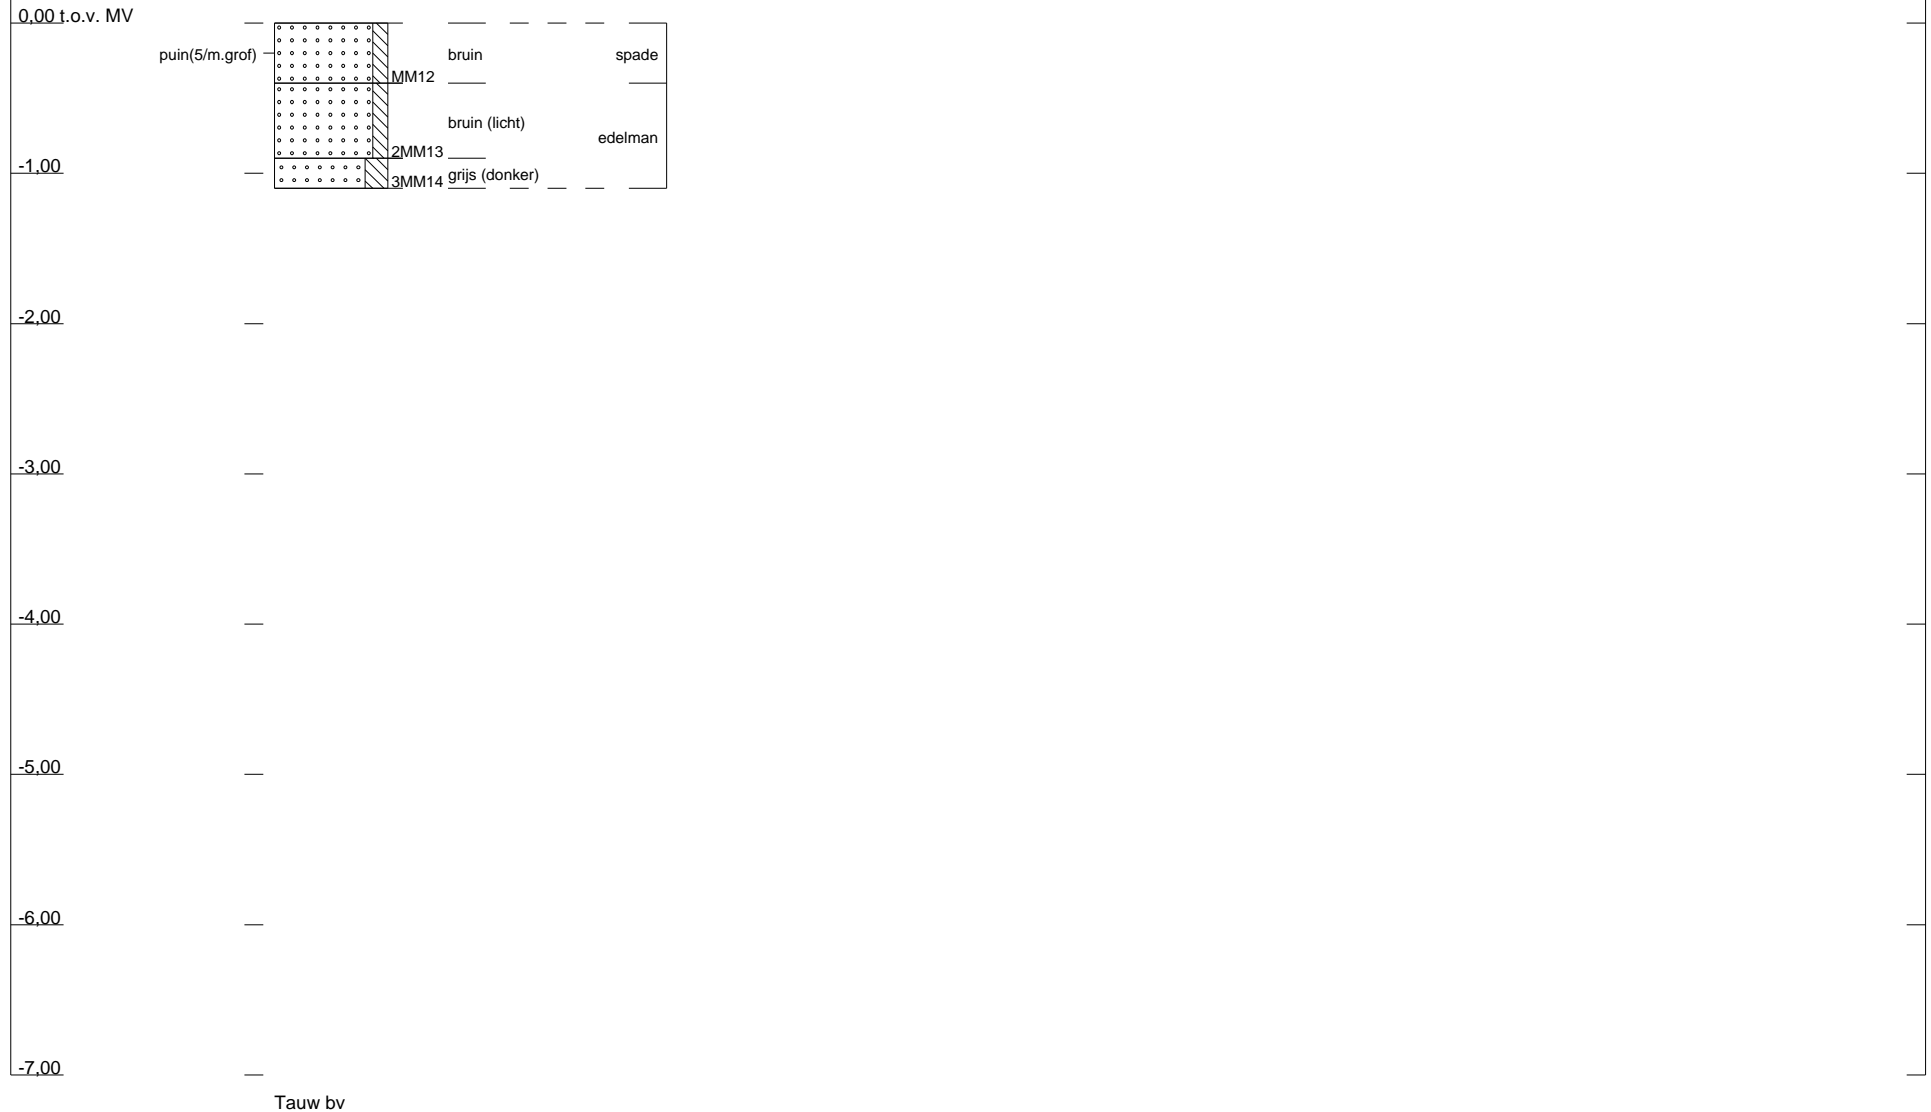 0,00 t.o.v. MV
puin(5/m.grof)
bruin
spade
MM12
bruin (licht)
edelman
2MM13
-1,00
grijs (donker)
3MM14
-2,00
-3,00
-4,00
-5,00
-6,00
-7,00
Tauw bv